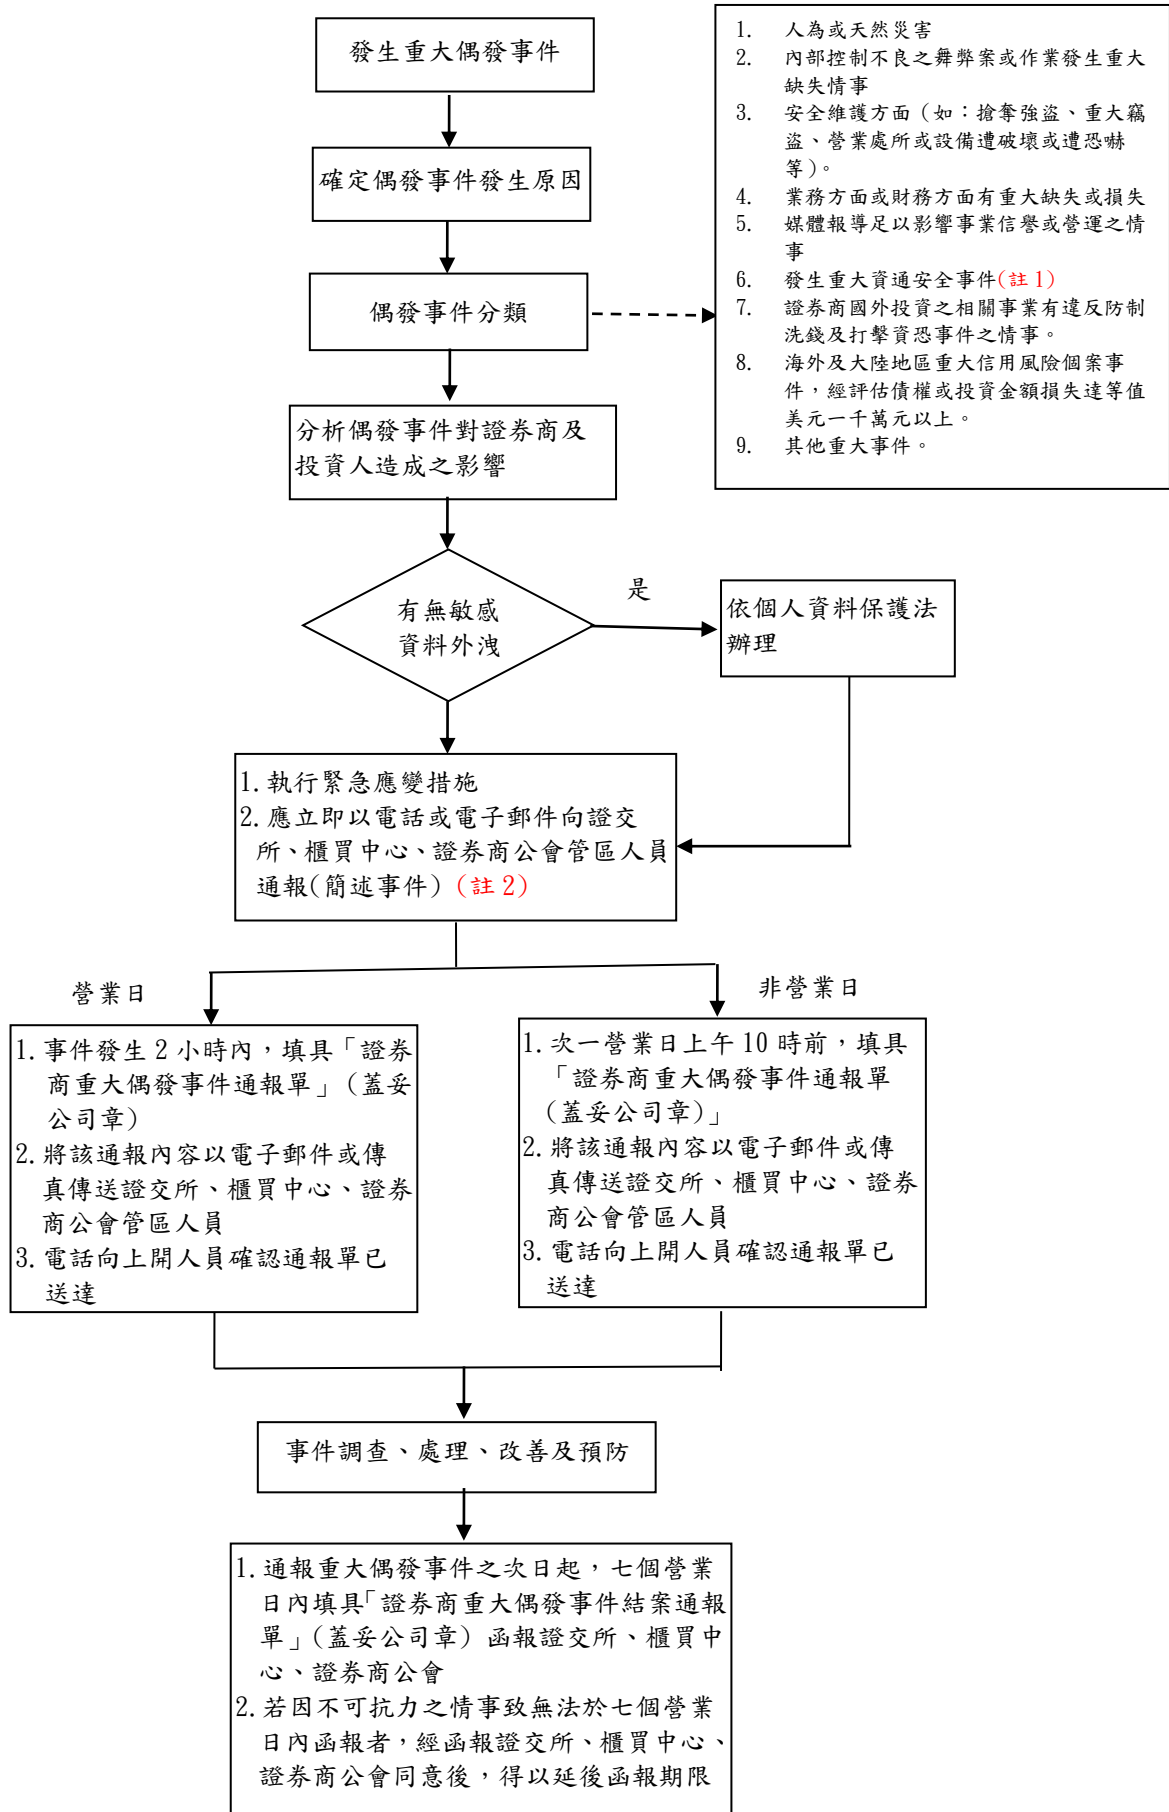 發生重大偶發事件
確定偶發事件發生原因
偶發事件分類
1. 人為或天然災害
2. 內部控制不良之舞弊案或作業發生重大
缺失情事
3. 安全維護方面（如：搶奪強盜、重大竊
盜、營業處所或設備遭破壞或遭恐嚇
等）。
4. 業務方面或財務方面有重大缺失或損失
5. 媒體報導足以影響事業信譽或營運之情
事
6. 發生重大資通安全事件(註 1)
7. 證券商國外投資之相關事業有違反防制
洗錢及打擊資恐事件之情事。
8. 海外及大陸地區重大信用風險個案事
件，經評估債權或投資金額損失達等值
美元一千萬元以上。
9. 其他重大事件。
分析偶發事件對證券商及
投資人造成之影響
有無敏感
資料外洩
是
依個人資料保護法
辦理
1. 執行緊急應變措施
2. 應立即以電話或電子郵件向證交
所、櫃買中心、證券商公會管區人員
通報(簡述事件) (註 2)
營業日
1. 事件發生 2 小時內，填具「證券
商重大偶發事件通報單」(蓋妥
公司章)
2. 將該通報內容以電子郵件或傳
真傳送證交所、櫃買中心、證券
商公會管區人員
3. 電話向上開人員確認通報單已
送達
非營業日
1. 次一營業日上午 10 時前，填具
「證券商重大偶發事件通報單
(蓋妥公司章)」
2. 將該通報內容以電子郵件或傳
真傳送證交所、櫃買中心、證券
商公會管區人員
3. 電話向上開人員確認通報單已
送達
事件調查、處理、改善及預防
1. 通報重大偶發事件之次日起，七個營業
日內填具「證券商重大偶發事件結案通報
單」(蓋妥公司章) 函報證交所、櫃買中
心、證券商公會
2. 若因不可抗力之情事致無法於七個營業
日內函報者，經函報證交所、櫃買中心、
證券商公會同意後，得以延後函報期限